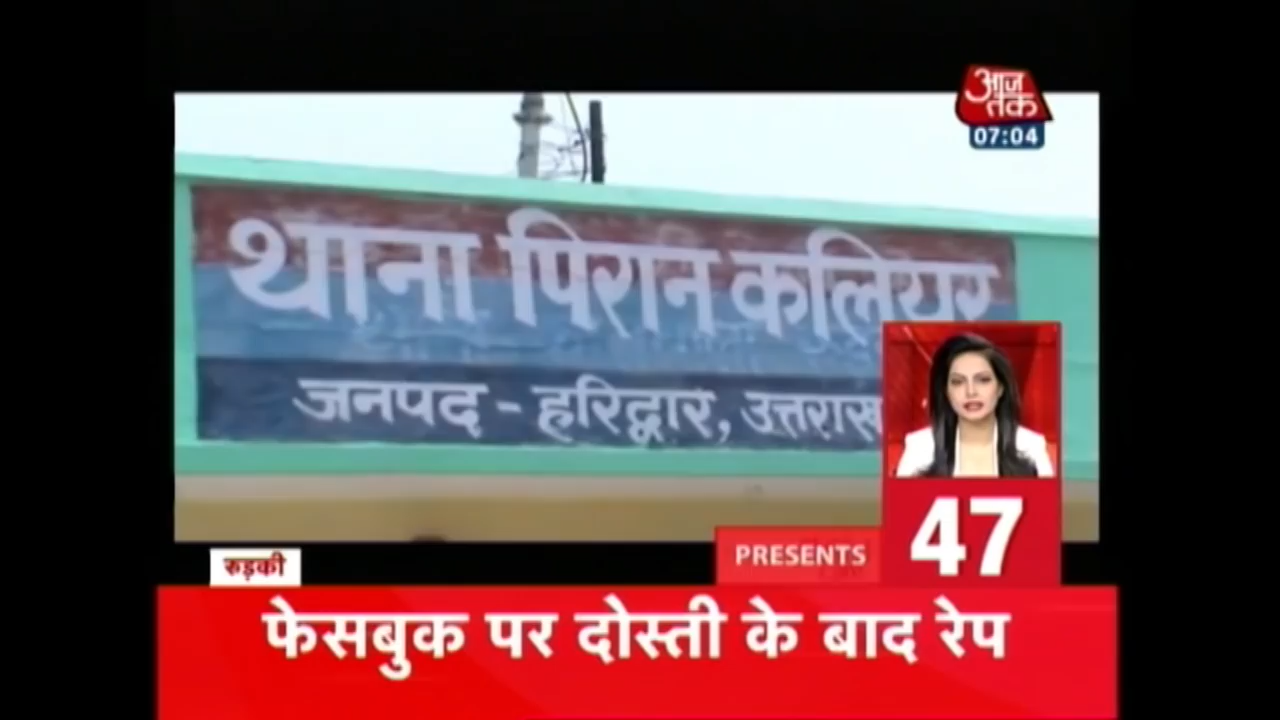 आज
तक
07:04
थाना पिरान कलियर
जनपद - हरिद्वार,
47
PRESENTS
रुड़की
फेसबुक पर दोस्ती के बाद रेप